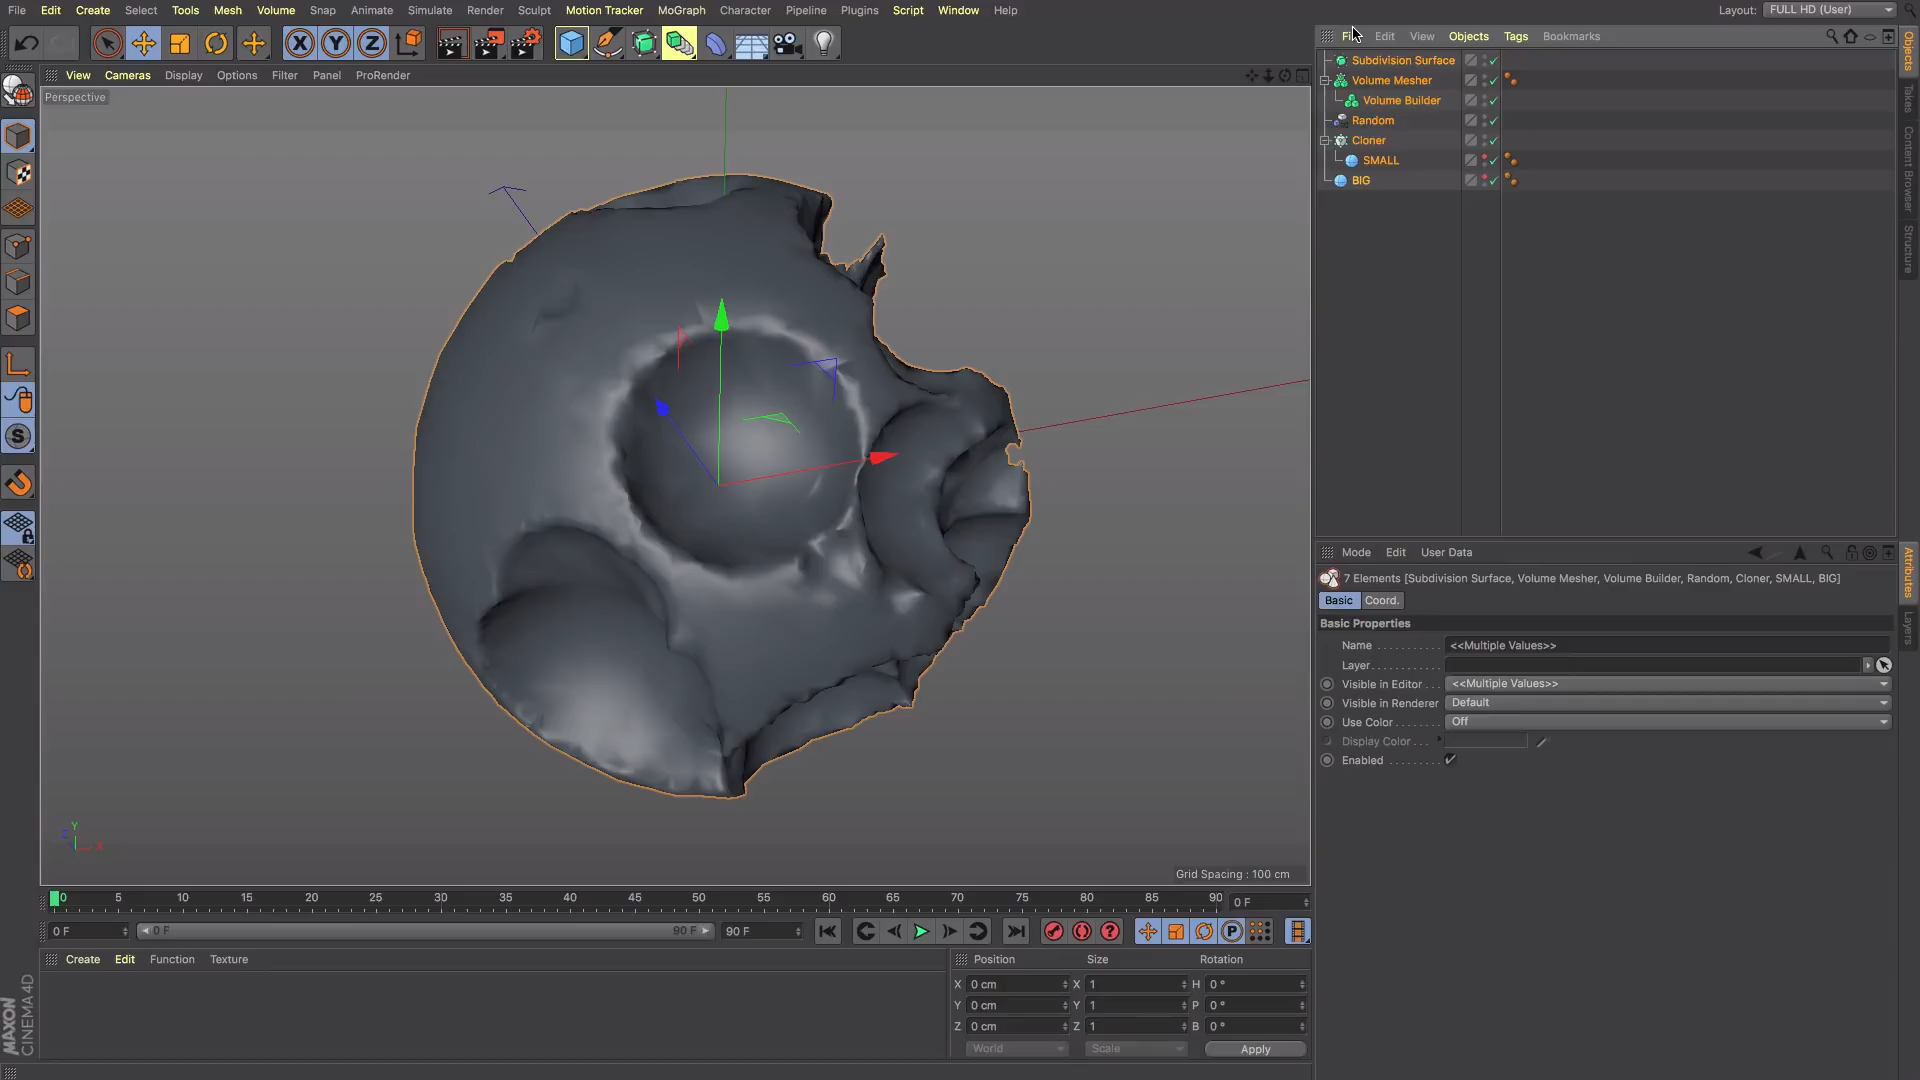 File Edit Create Select Tools Mesh Volume Snap Animate Simulate Render Sculpt Motion Tracker MoGraph Character Pipeline Plugins Script Window Help
Layout: FULL HD (User)
View Cameras Display Options Filter Panel ProRender
Perspective
Edit View Objects Tags Bookmarks
Subdivision Surface
Volume Mesher
Volume Builder
Random
Cloner
SMALL
BIG
Objects
Takes
Content Browser
Structure
Mode Edit User Data
7 Elements [Subdivision Surface, Volume Mesher, Volume Builder, Random, Cloner, SMALL, BIG]
Basic Coord.
Basic Properties
Name <<Multiple Values>>
Layer
Visible in Editor <<Multiple Values>>
Visible in Renderer Default
Use Color Off
Display Color
Enabled
Attributes
Layers
X Y Z
S
Y
Z
X
Grid Spacing : 100 cm
0 5 10 15 20 25 30 35 40 45 50 55 60 65 70 75 80 85 90
0 F
0 F 0 F 90 F 90 F
P
Create Edit Function Texture
Position Size Rotation
X 0 cm X 1 H 0 °
Y 0 cm Y 1 P 0 °
Z 0 cm Z 1 B 0 °
World Scale Apply
MAXON
CINEMA 4D